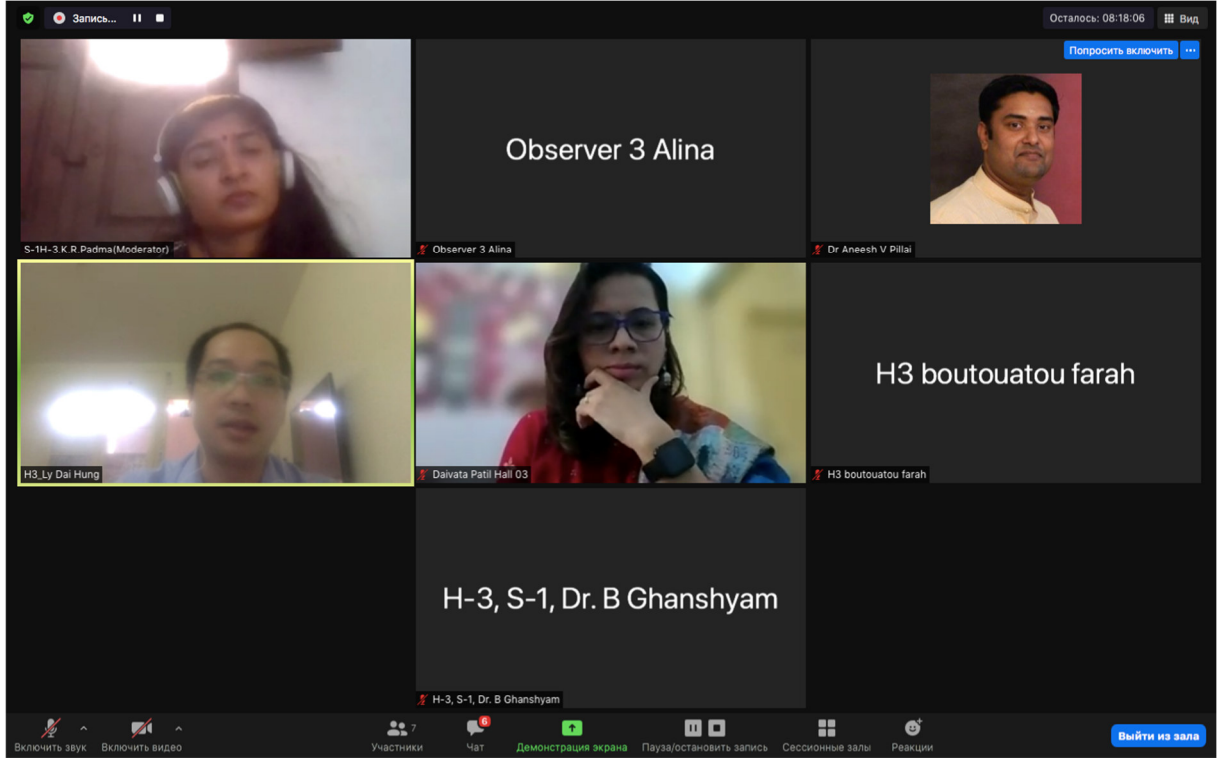 Запись...
Осталось: 08:18:06
Вид
Попросить включить
Observer 3 Alina
S-1H-3.K.R.Padma(Moderator)
Observer 3 Alina
Dr Aneesh V Pillai
H3 boutouatou farah
H3_Ly Dai Hung
Daivata Patil Hall 03
H3 boutouatou farah
H-3, S-1, Dr. B Ghanshyam
H-3, S-1, Dr. B Ghanshyam
7
6
Включить звук
Включить видео
Участники
Чат
Демонстрация экрана
Пауза/остановить запись
Сессионные залы
Реакции
Выйти из зала